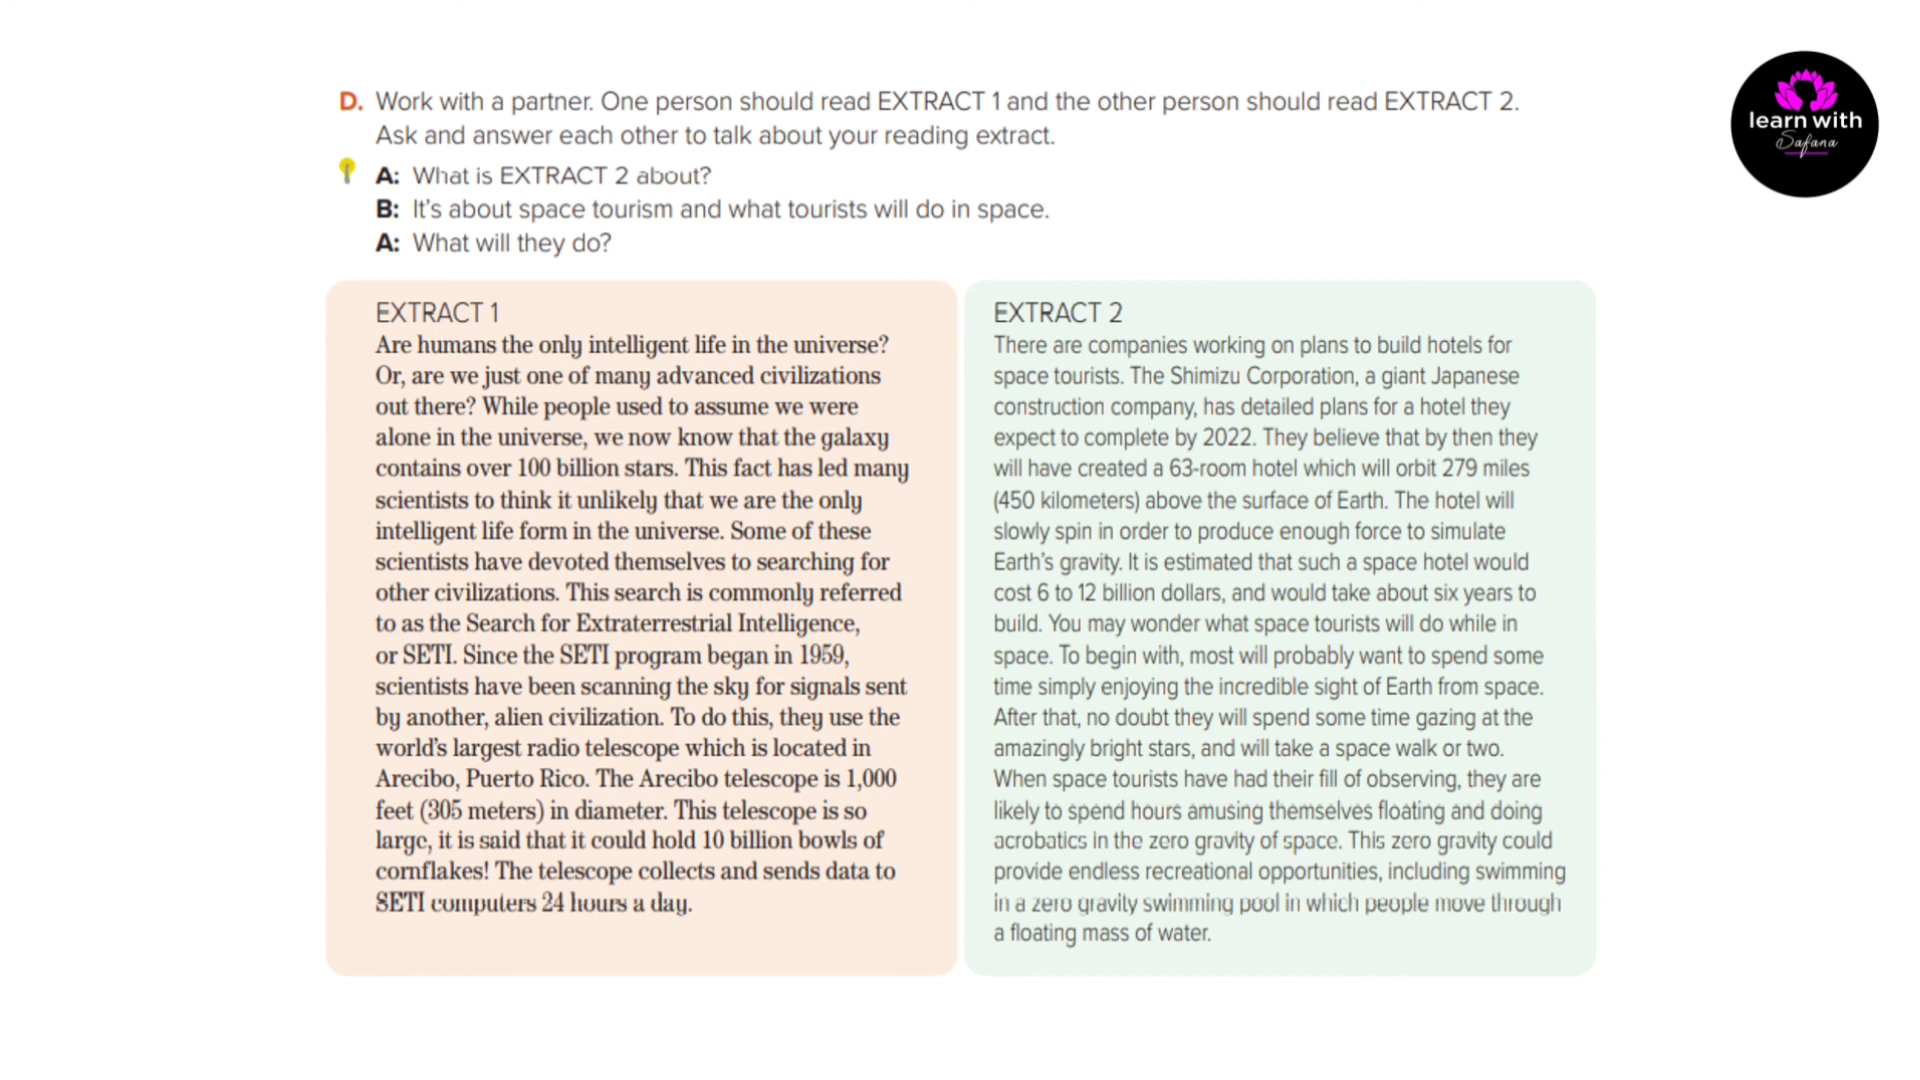 learn with
Safana
D. Work with a partner. One person should read EXTRACT 1 and the other person should read EXTRACT 2.
Ask and answer each other to talk about your reading extract.
A: What is EXTRACT 2 about?
B: It's about space tourism and what tourists will do in space.
A: What will they do?
EXTRACT 1
Are humans the only intelligent life in the universe?
Or, are we just one of many advanced civilizations
out there? While people used to assume we were
alone in the universe, we now know that the galaxy
contains over 100 billion stars. This fact has led many
scientists to think it unlikely that we are the only
intelligent life form in the universe. Some of these
scientists have devoted themselves to searching for
other civilizations. This search is commonly referred
to as the Search for Extraterrestrial Intelligence,
or SETI. Since the SETI program began in 1959,
scientists have been scanning the sky for signals sent
by another, alien civilization. To do this, they use the
world's largest radio telescope which is located in
Arecibo, Puerto Rico. The Arecibo telescope is 1,000
feet (305 meters) in diameter. This telescope is so
large, it is said that it could hold 10 billion bowls of
cornflakes! The telescope collects and sends data to
SETI computers 24 hours a day.
EXTRACT 2
There are companies working on plans to build hotels for
space tourists. The Shimizu Corporation, a giant Japanese
construction company, has detailed plans for a hotel they
expect to complete by 2022. They believe that by then they
will have created a 63-room hotel which will orbit 279 miles
(450 kilometers) above the surface of Earth. The hotel will
slowly spin in order to produce enough force to simulate
Earth's gravity. It is estimated that such a space hotel would
cost 6 to 12 billion dollars, and would take about six years to
build. You may wonder what space tourists will do while in
space. To begin with, most will probably want to spend some
time simply enjoying the incredible sight of Earth from space.
After that, no doubt they will spend some time gazing at the
amazingly bright stars, and will take a space walk or two.
When space tourists have had their fill of observing, they are
likely to spend hours amusing themselves floating and doing
acrobatics in the zero gravity of space. This zero gravity could
provide endless recreational opportunities, including swimming
in a zero gravity swimming pool in which people move through
a floating mass of water.